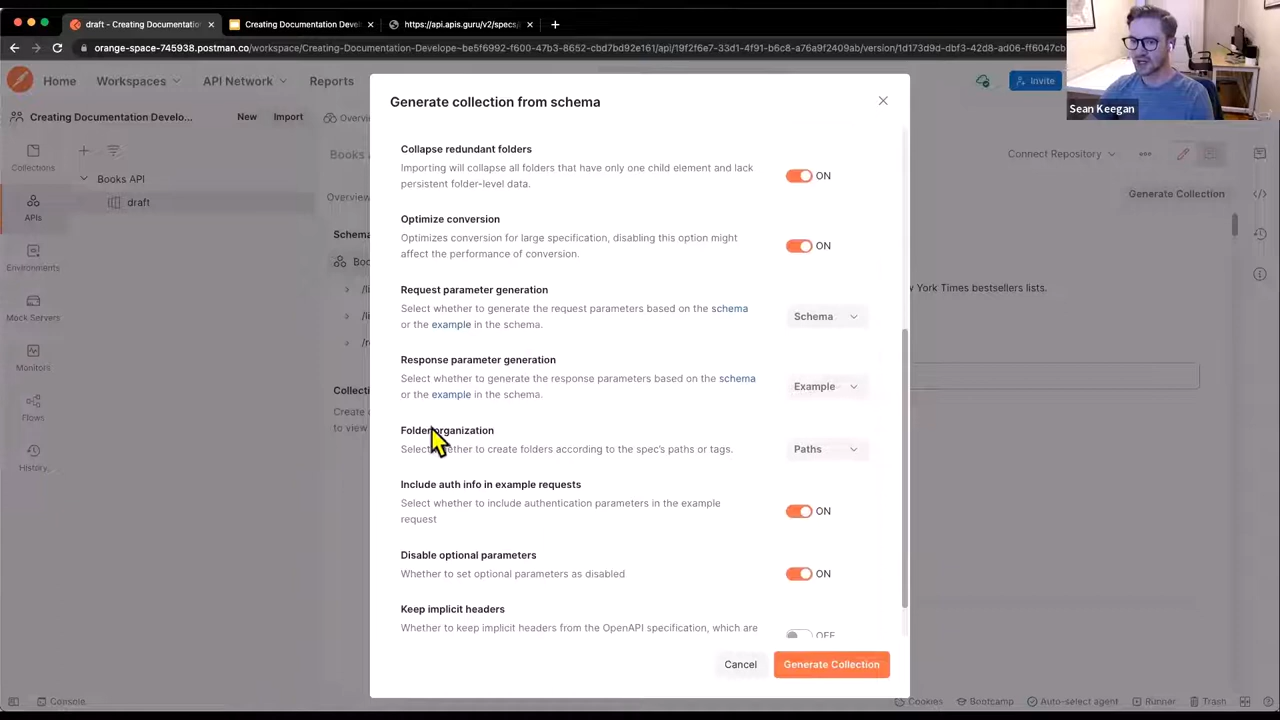 draft - Creating Documentation
Creating Documentation Deve
https://api.apis.guru/v2/specs/
orange-space-745938.postman.co/workspace/Creating-Documentation-Develope~be5f6992-f600-47b3-8652-cbd7bd92e161/api/19f2f6e7-33d1-4f91-b6c8-a76a9f2409ab/version/1d173d9d-dbf3-42d8-ad06-ff6047cb
Home
Workspaces
API Network
Reports
Invite
Sean Keegan
Creating Documentation Develo...
New
Import
Overv
Collections
APIs
Environments
Mock Servers
Monitors
Flows
History
Books API
draft
Books A
Connect Repository
Overview
Generate Collection
Schema
Boo
/li
/li
/r
w York Times bestsellers lists.
Collecti
Create
to view
Generate collection from schema
Collapse redundant folders
Importing will collapse all folders that have only one child element and lack
persistent folder-level data.
ON
Optimize conversion
Optimizes conversion for large specification, disabling this option might
affect the performance of conversion.
ON
Request parameter generation
Select whether to generate the request parameters based on the schema
or the example in the schema.
Schema
Response parameter generation
Select whether to generate the response parameters based on the schema
or the example in the schema.
Example
Folder organization
Select whether to create folders according to the spec's paths or tags.
Paths
Include auth info in example requests
Select whether to include authentication parameters in the example
request
ON
Disable optional parameters
Whether to set optional parameters as disabled
ON
Keep implicit headers
Whether to keep implicit headers from the OpenAPI specification, which are
OFF
Cancel
Generate Collection
Console
Cookies
Bootcamp
Auto-select agent
Runner
Trash